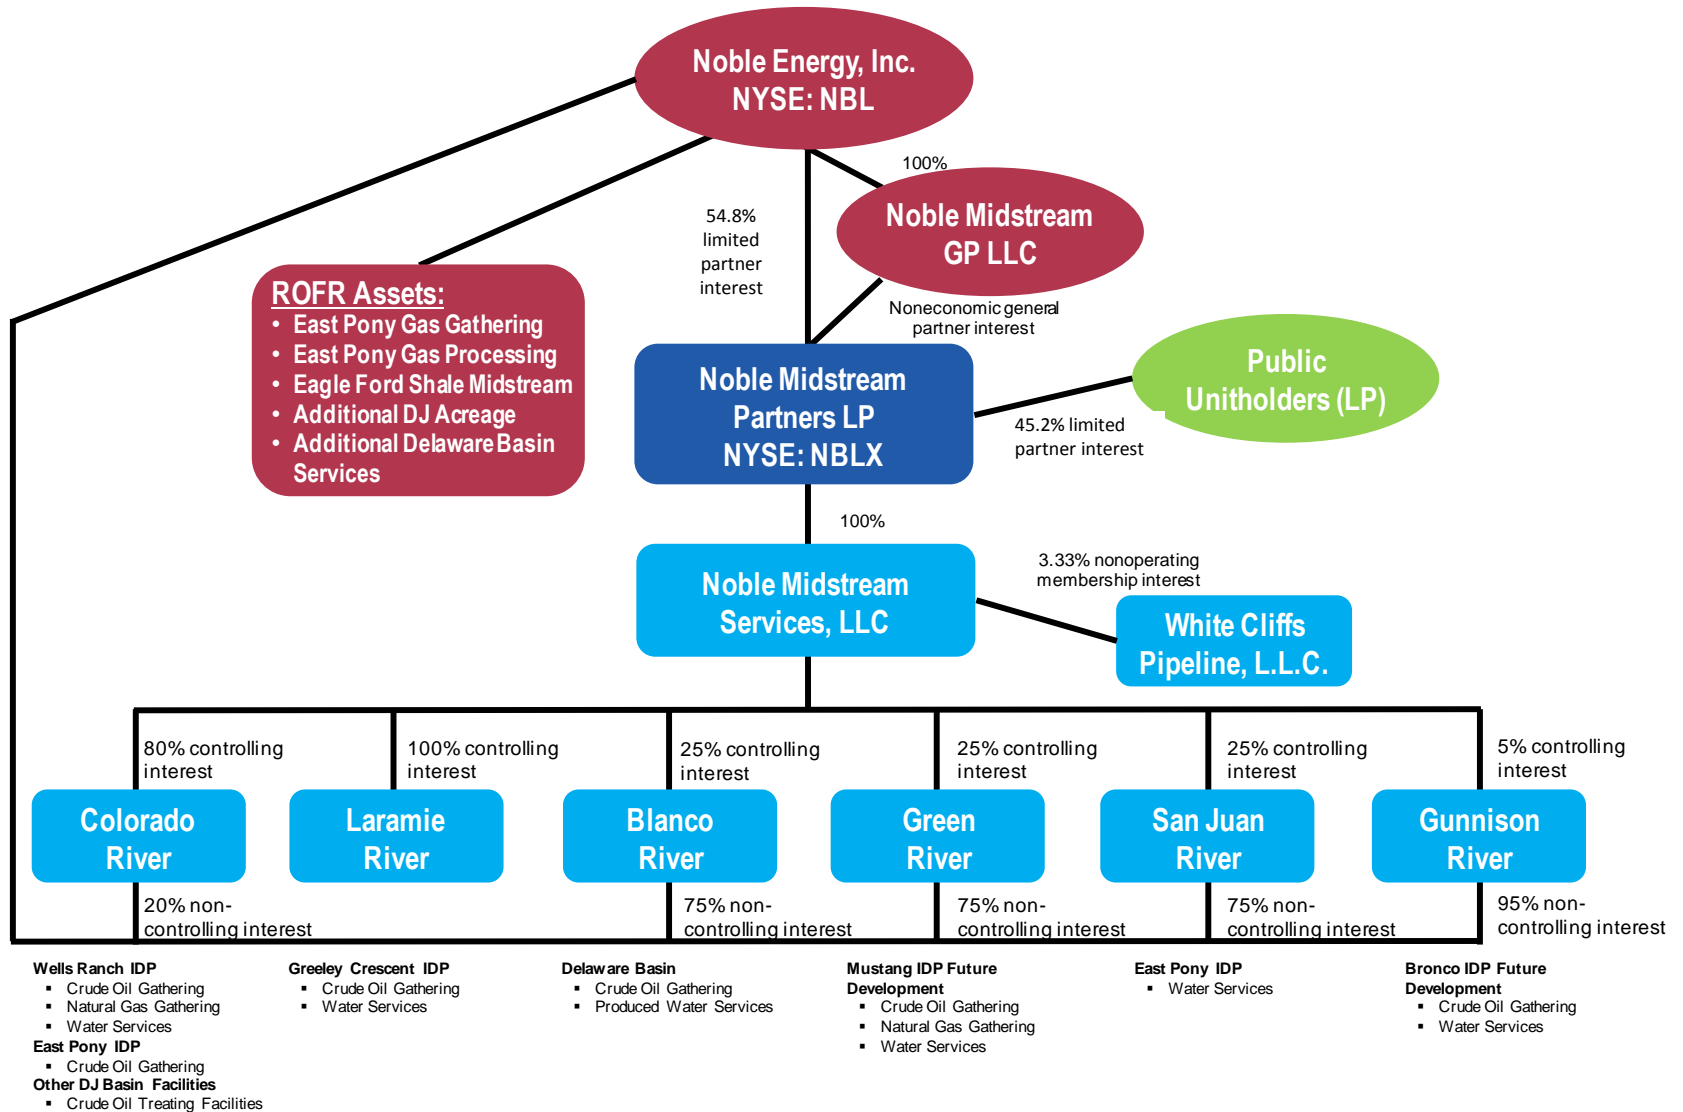 Noble Energy, Inc.
NYSE: NBL
100%
54.8%
limited
partner
interest
Noble Midstream
GP LLC
Noneconomic general
partner interest
ROFR Assets:
• East Pony Gas Gathering
• East Pony Gas Processing
• Eagle Ford Shale Midstream
• Additional DJ Acreage
• Additional Delaware Basin
Services
Noble Midstream
Partners LP
NYSE: NBLX
Public
Unitholders (LP)
45.2% limited
partner interest
100%
Noble Midstream
Services, LLC
3.33% nonoperating
membership interest
White Cliffs
Pipeline, L.L.C.
80% controlling
interest
100% controlling
interest
25% controlling
interest
25% controlling
interest
25% controlling
interest
5% controlling
interest
Colorado
River
Laramie
River
Blanco
River
Green
River
San Juan
River
Gunnison
River
20% non-
controlling interest
75% non-
controlling interest
75% non-
controlling interest
75% non-
controlling interest
95% non-
controlling interest
Wells Ranch IDP
▪ Crude Oil Gathering
▪ Natural Gas Gathering
▪ Water Services
East Pony IDP
▪ Crude Oil Gathering
Other DJ Basin Facilities
▪ Crude Oil Treating Facilities
Greeley Crescent IDP
▪ Crude Oil Gathering
▪ Water Services
Delaware Basin
▪ Crude Oil Gathering
▪ Produced Water Services
Mustang IDP Future
Development
▪ Crude Oil Gathering
▪ Natural Gas Gathering
▪ Water Services
East Pony IDP
▪ Water Services
Bronco IDP Future
Development
▪ Crude Oil Gathering
▪ Water Services